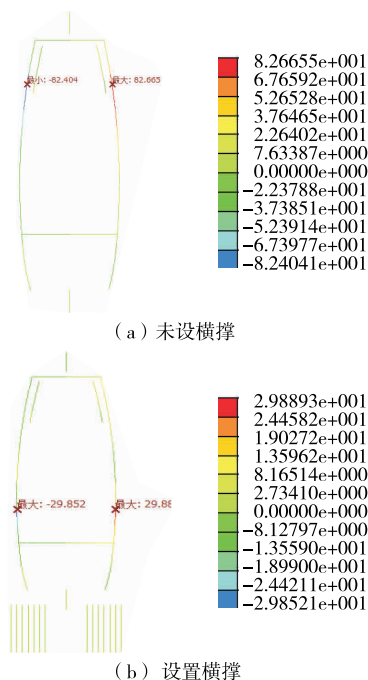 最小: -82.404
最大: 82.665
8.26655e+001
6.76592e+001
5.26528e+001
3.76465e+001
2.26402e+001
7.63387e+000
0.00000e+000
−2.23788e+001
−3.73851e+001
−5.23914e+001
−6.73977e+001
−8.24041e+001
（a）未设横撑
最大: -29.852
最大: 29.88
2.98893e+001
2.44582e+001
1.90272e+001
1.35962e+001
8.16514e+000
2.73410e+000
0.00000e+000
−8.12797e+000
−1.35590e+001
−1.89900e+001
−2.44211e+001
−2.98521e+001
（b）设置横撑